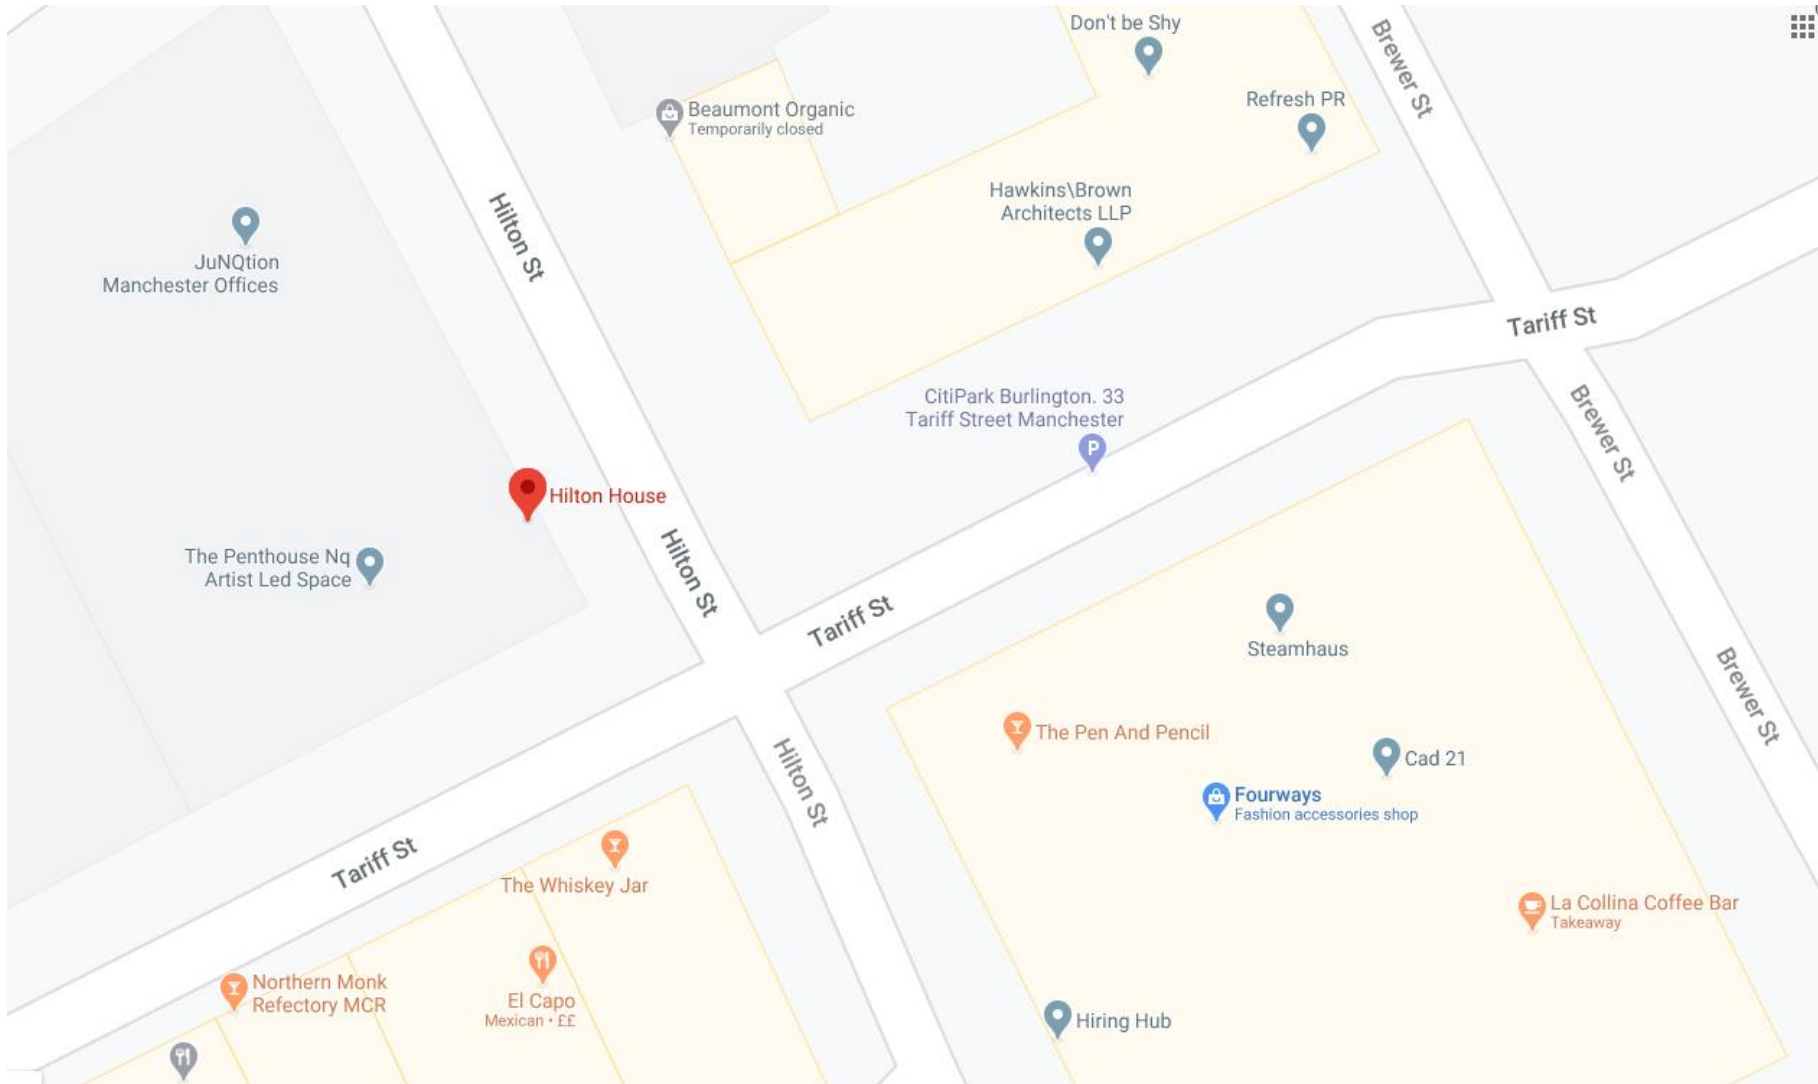 Don't be Shy
Brewer St
Refresh PR
Beaumont Organic
Temporarily closed
Hawkins\Brown
Architects LLP
Hilton St
JuNQtion
Manchester Offices
Tariff St
CitiPark Burlington. 33
Tariff Street Manchester
P
Brewer St
Hilton House
The Penthouse Nq
Artist Led Space
Hilton St
Tariff St
Steamhaus
Brewer St
The Pen And Pencil
Cad 21
Hilton St
Fourways
Fashion accessories shop
Tariff St
The Whiskey Jar
La Collina Coffee Bar
Takeaway
Northern Monk
Refectory MCR
El Capo
Mexican • ££
Hiring Hub